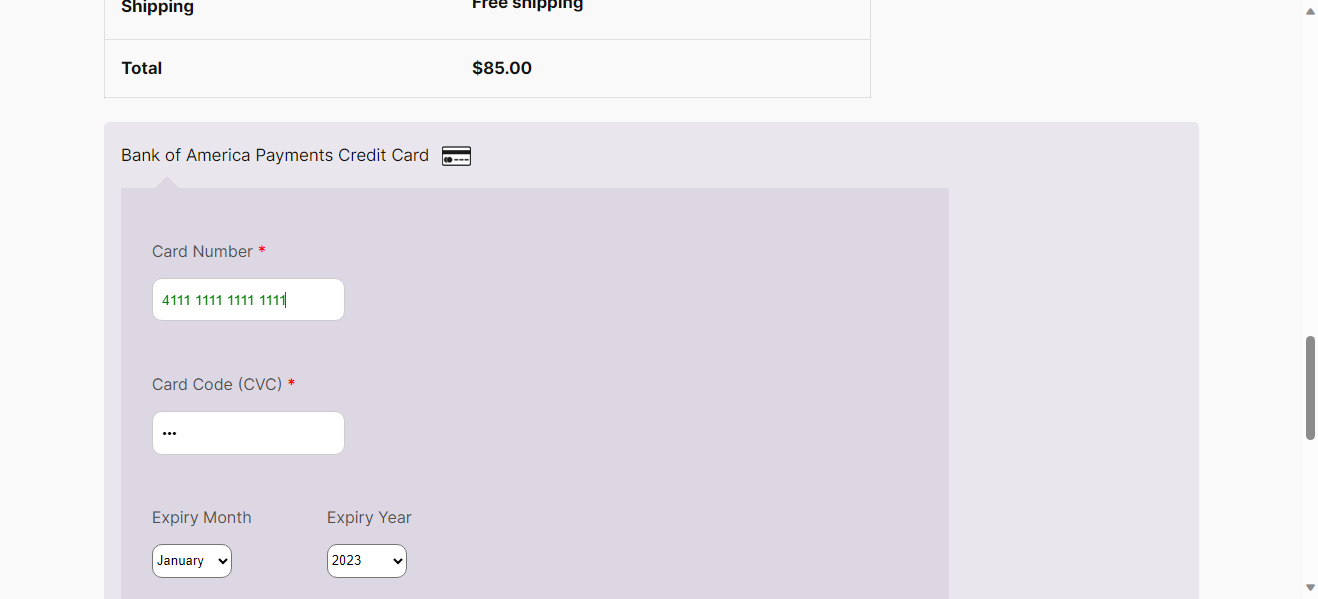 Shipping Free shipping
Total $85.00
Bank of America Payments Credit Card
Card Number *
4111 1111 1111 1111
Card Code (CVC) *
•••
Expiry Month Expiry Year
January 2023